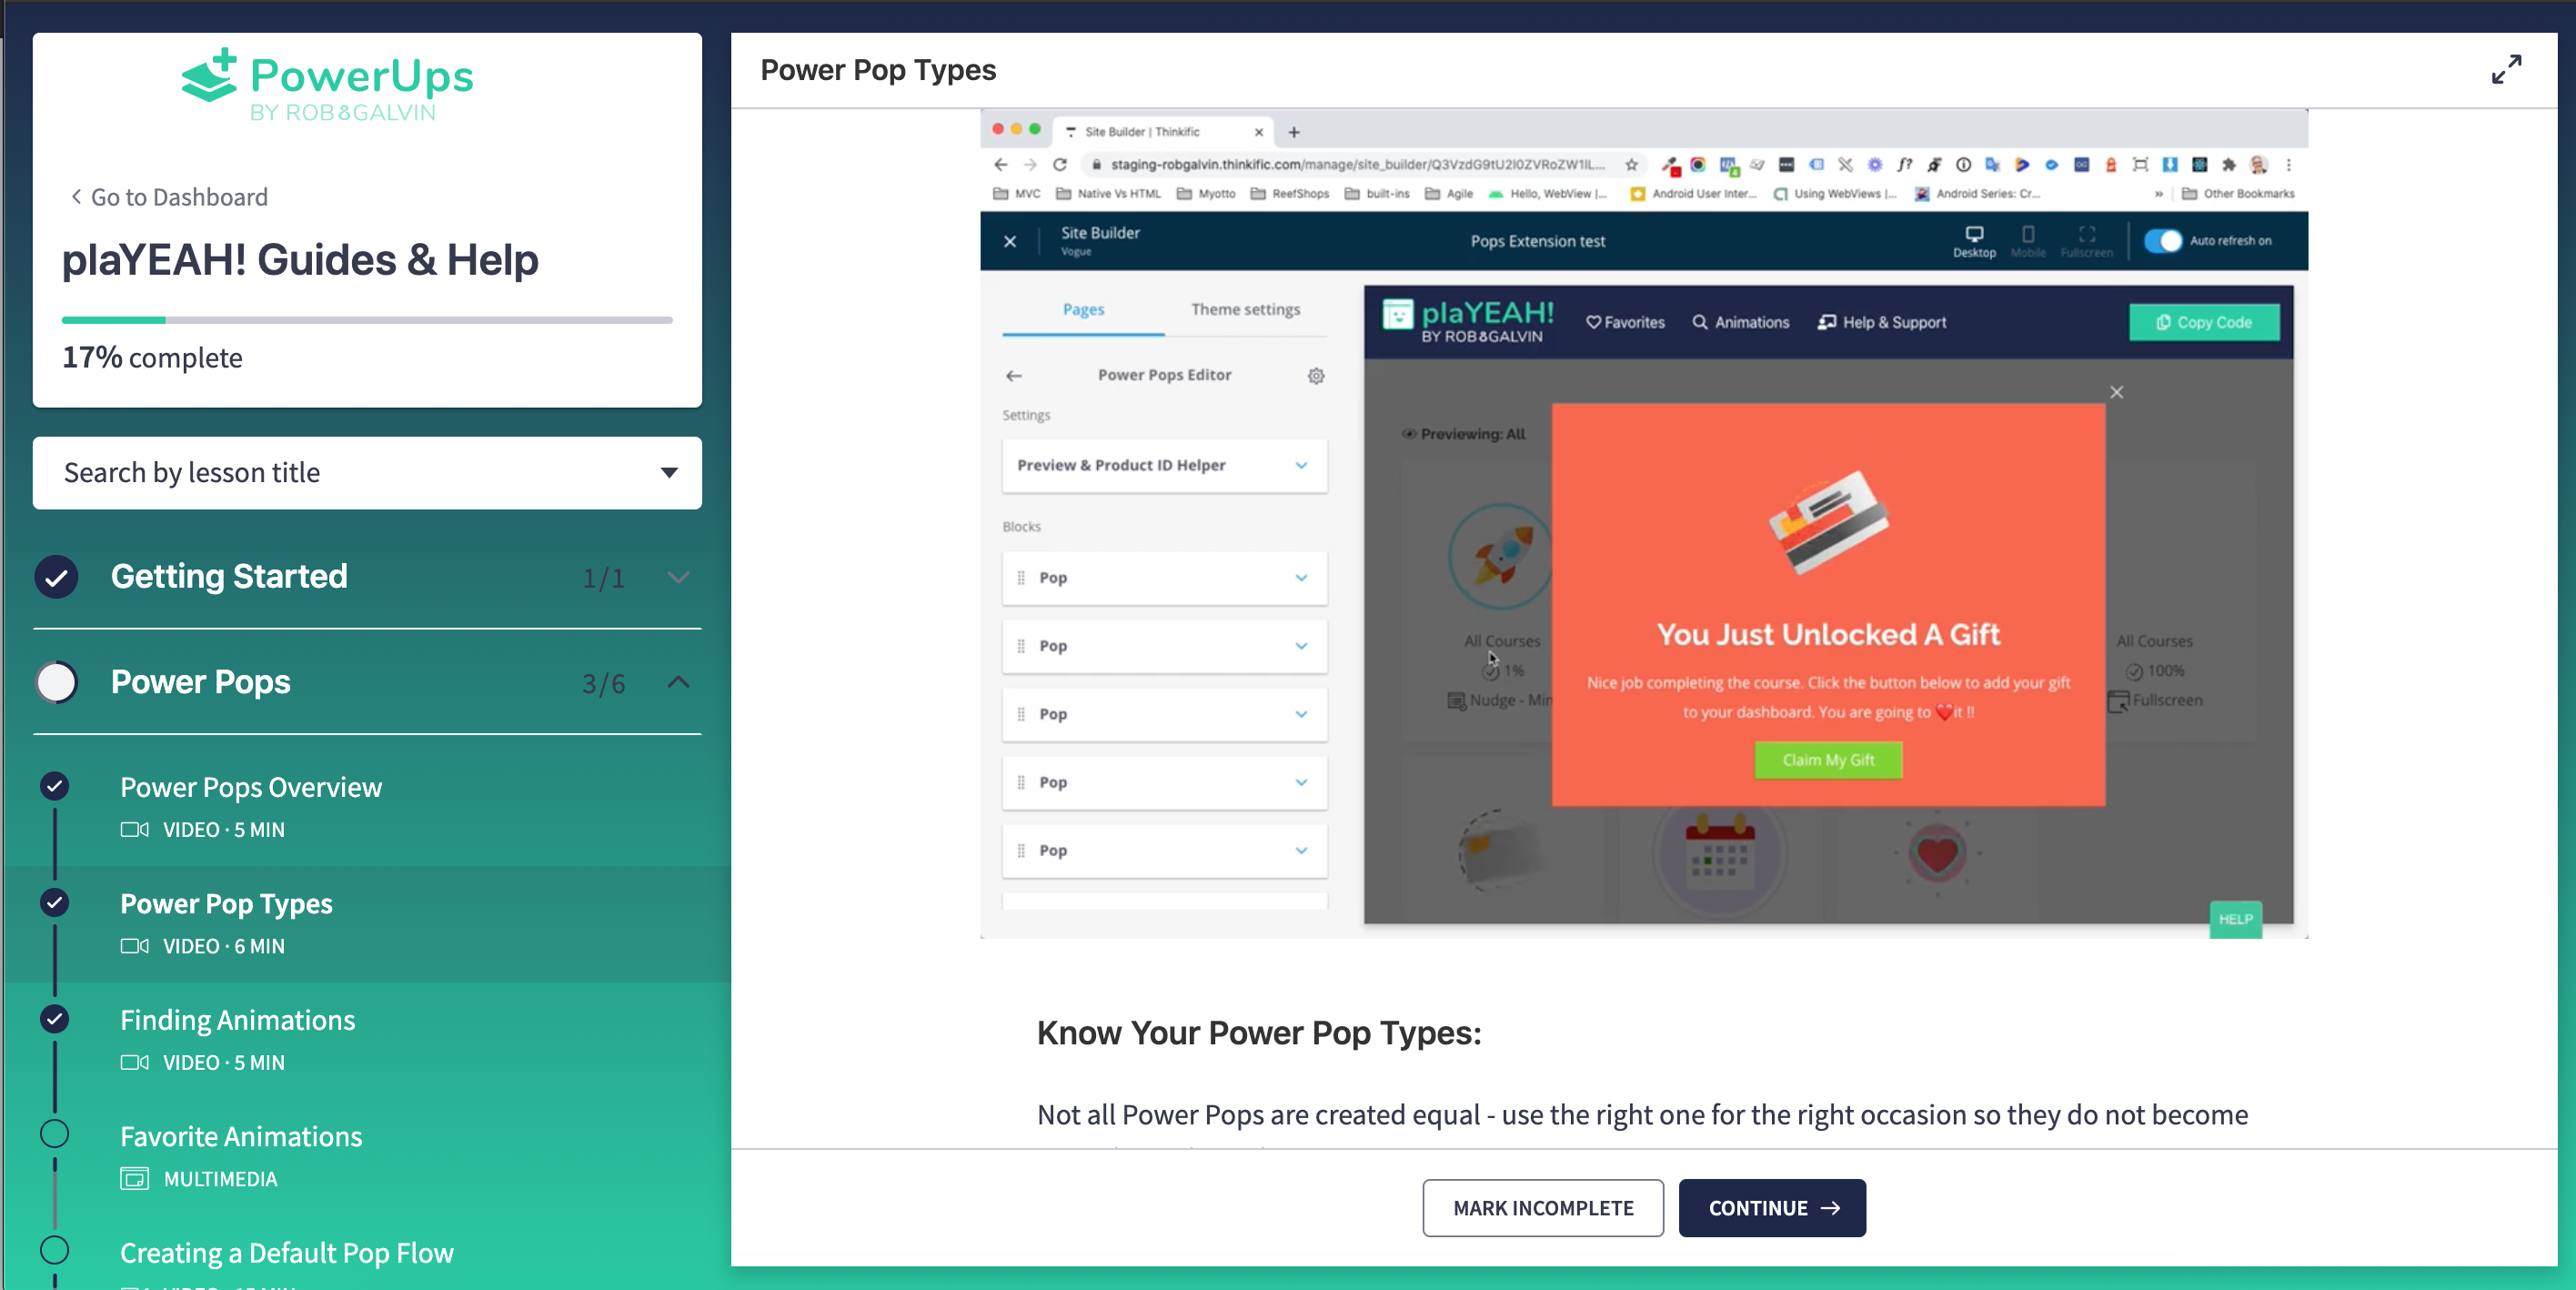 PowerUps
BY ROB&GALVIN
Go to Dashboard
plaYEAH! Guides & Help
17% complete
Search by lesson title
Getting Started 1/1
Power Pops 3/6
Power Pops Overview
VIDEO · 5 MIN
Power Pop Types
VIDEO · 6 MIN
Finding Animations
VIDEO · 5 MIN
Favorite Animations
MULTIMEDIA
Creating a Default Pop Flow
Power Pop Types
Site Builder | Thinkific
staging-robgalvin.thinkific.com/manage/site_builder/
MVC Native Vs HTML Myotto ReefShops built-ins Agile Hello, WebView |... Android User Inter... Using WebViews |... Android Series: Cr... » Other Bookmarks
Site Builder
Vogue
Pops Extension test
Desktop Mobile Fullscreen Auto refresh on
Pages Theme settings
Power Pops Editor
Settings
Preview & Product ID Helper
Blocks
Pop
Pop
Pop
Pop
Pop
plaYEAH!
BY ROB&GALVIN
Favorites Animations Help & Support Copy Code
Previewing: All
All Courses
1%
Nudge - Min
You Just Unlocked A Gift
Nice job completing the course. Click the button below to add your gift
to your dashboard. You are going to ❤️it !!
Claim My Gift
All Courses
100%
Fullscreen
HELP
Know Your Power Pop Types:
Not all Power Pops are created equal - use the right one for the right occasion so they do not become
MARK INCOMPLETE CONTINUE →